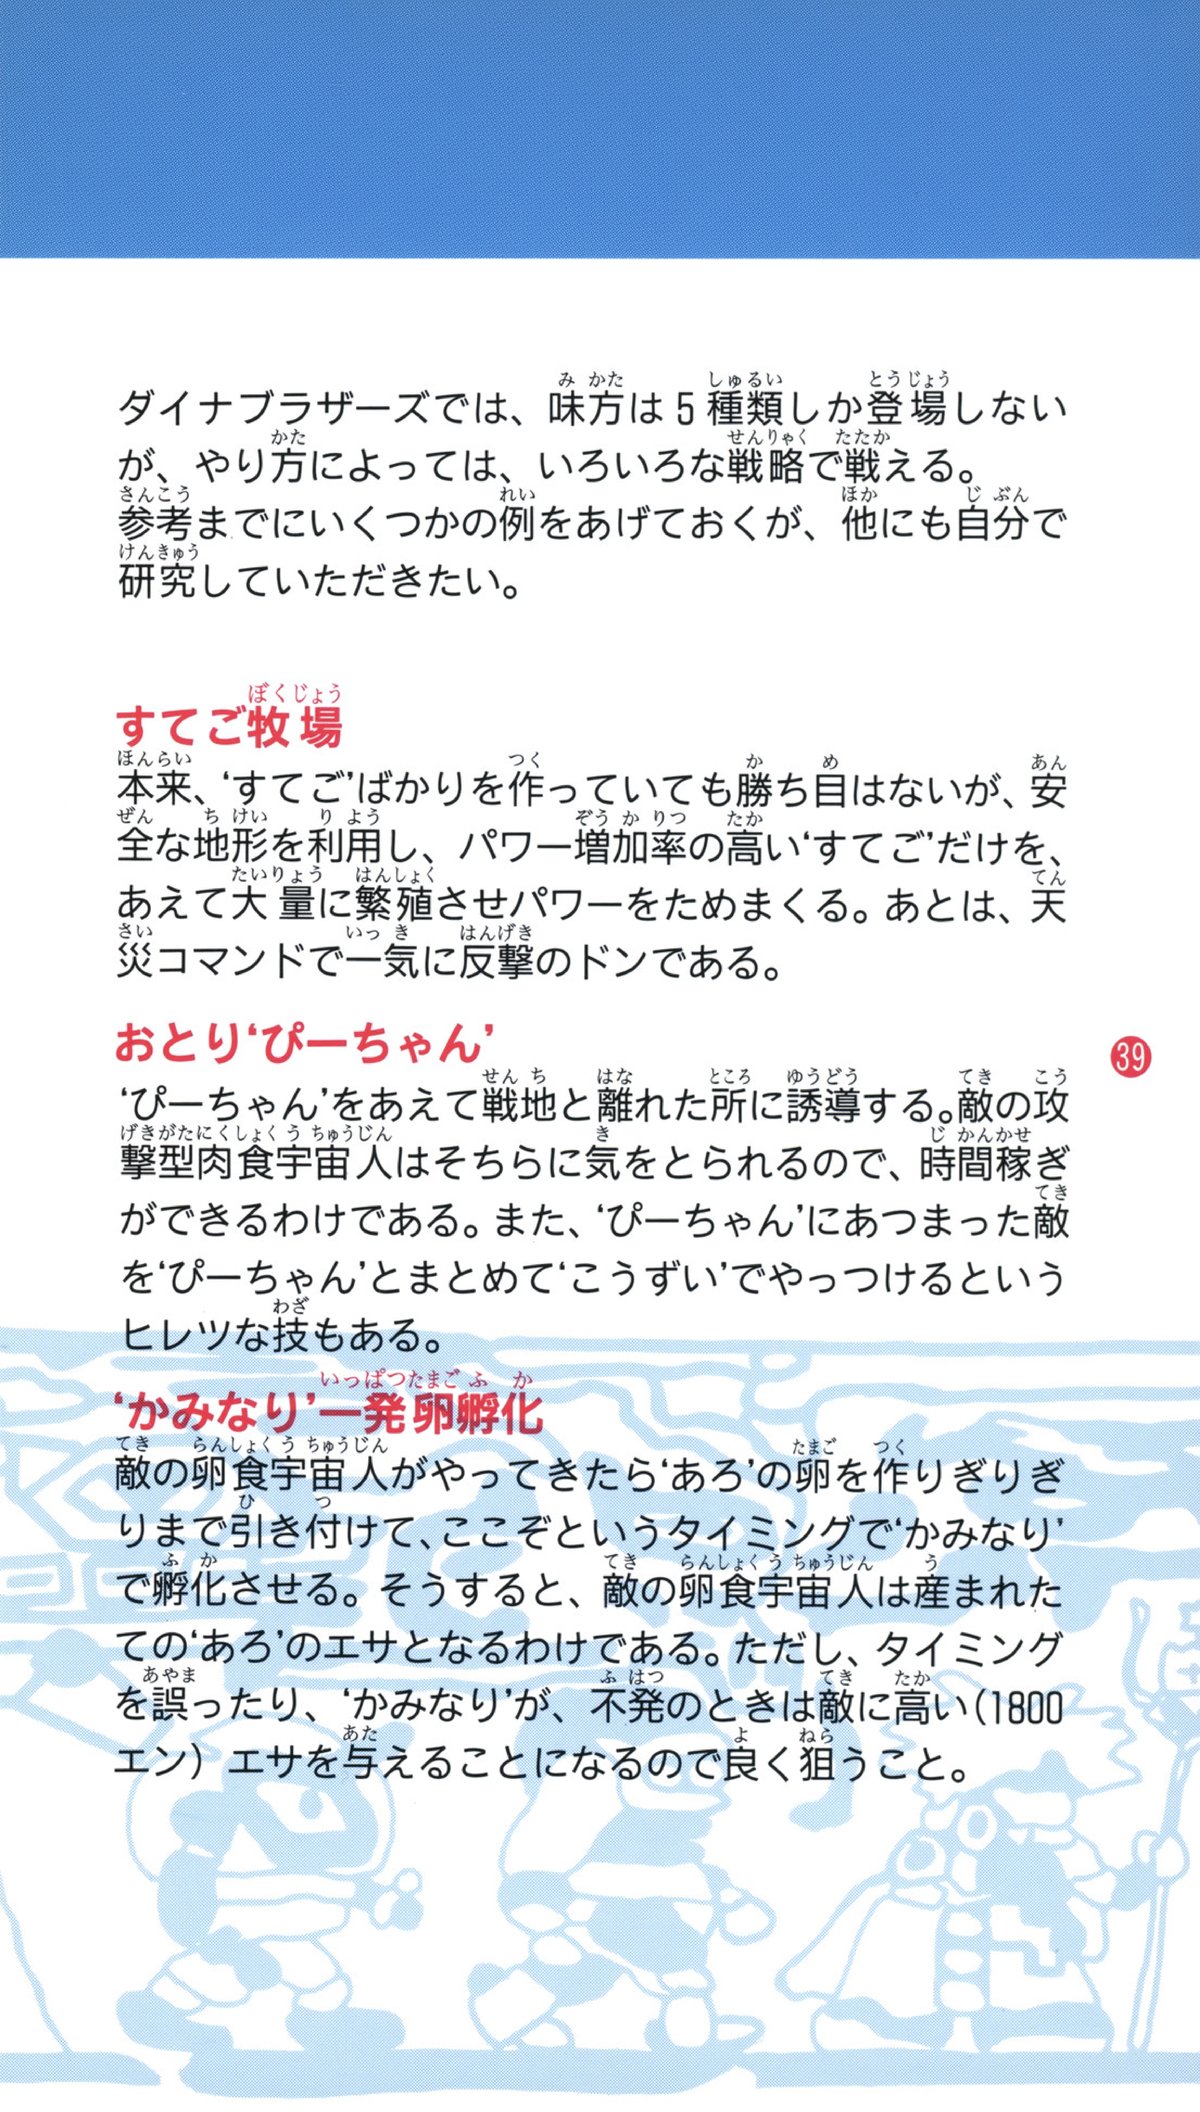 ダイナブラザーズでは、味方は5種類しか登場しない
が、やり方によっては、いろいろな戦略で戦える。
参考までにいくつかの例をあげておくが、他にも自分で
研究していただきたい。
すてご牧場
本来、‘すてご’ばかりを作っていても勝ち目はないが、安
全な地形を利用し、パワー増加率の高い‘すてご’だけを、
あえて大量に繁殖させパワーをためまくる。あとは、天
災コマンドで一気に反撃のドンである。
おとり‘ぴーちゃん’
‘ぴーちゃん’をあえて戦地と離れた所に誘導する。敵の攻
撃型肉食宇宙人はそちらに気をとられるので、時間稼ぎ
ができるわけである。また、‘ぴーちゃん’にあつまった敵
を‘ぴーちゃん’とまとめて‘こうずい’でやっつけるという
ヒレツな技もある。
39
‘かみなり’一発卵孵化
敵の卵食宇宙人がやってきたら‘あろ’の卵を作りぎりぎ
りまで引き付けて、ここぞというタイミングで‘かみなり’
で孵化させる。そうすると、敵の卵食宇宙人は産まれた
ての‘あろ’のエサとなるわけである。ただし、タイミング
を誤ったり、‘かみなり’が、不発のときは敵に高い(1800
エン）エサを与えることになるので良く狙うこと。